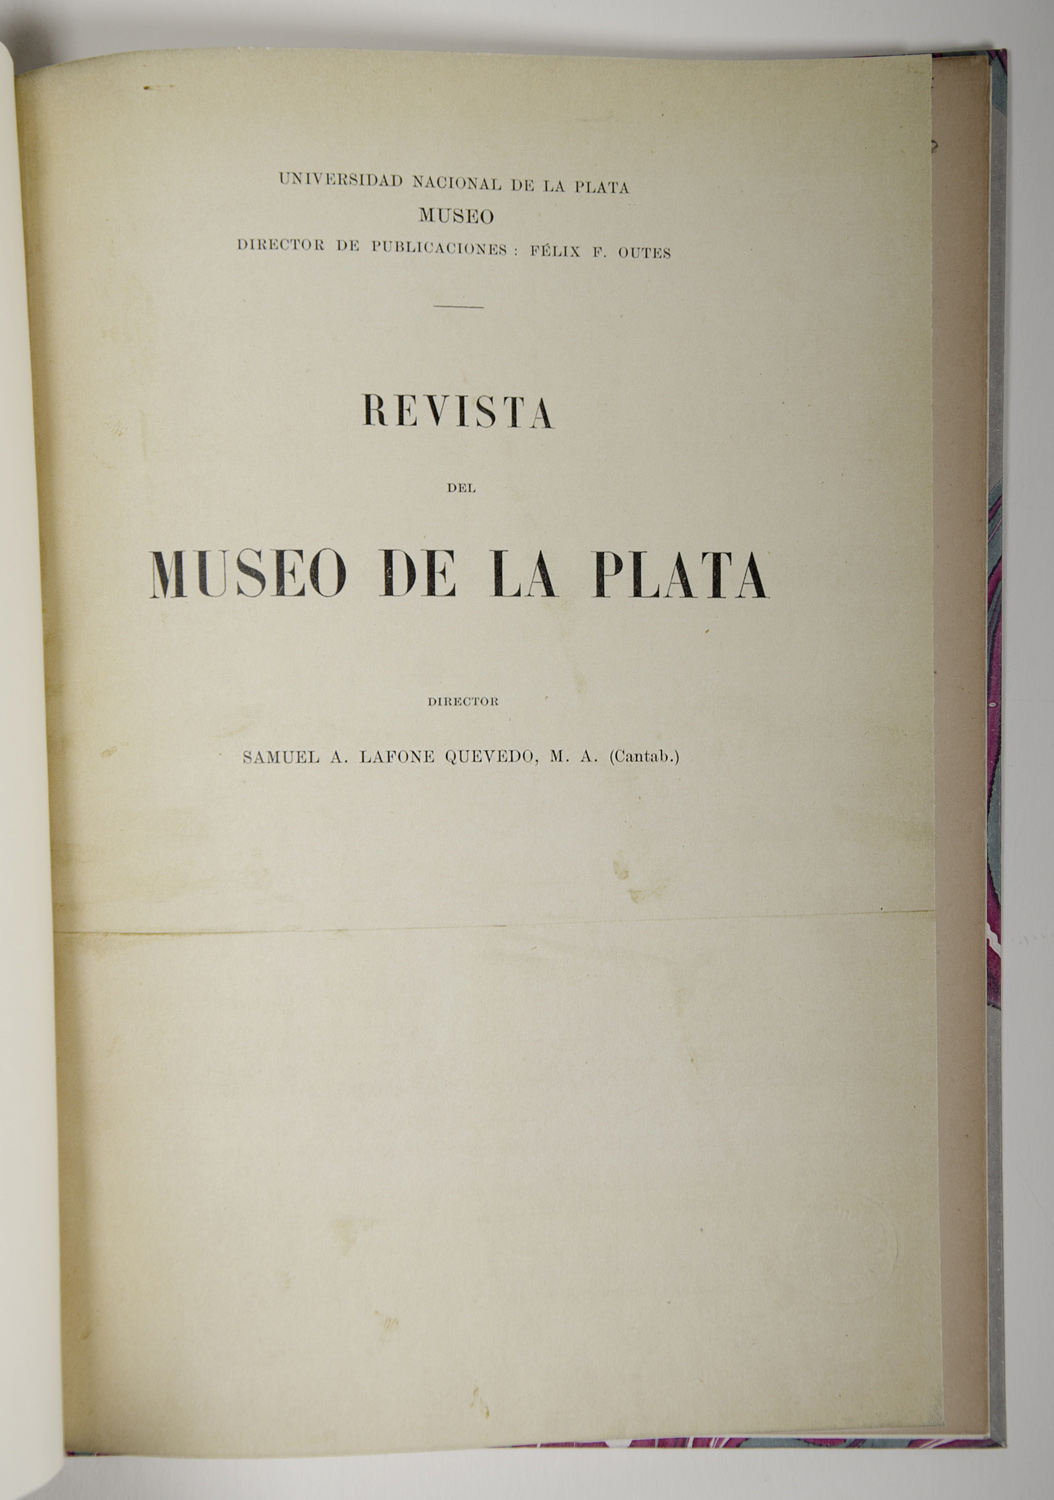 UNIVERSIDAD NACIONAL DE LA PLATA
MUSEO
DIRECTOR DE PUBLICACIONES : FÉLIX F. OUTES
REVISTA
DEL
MUSEO DE LA PLATA
DIRECTOR
SAMUEL A. LAFONE QUEVEDO, M. A. (Cantab.)